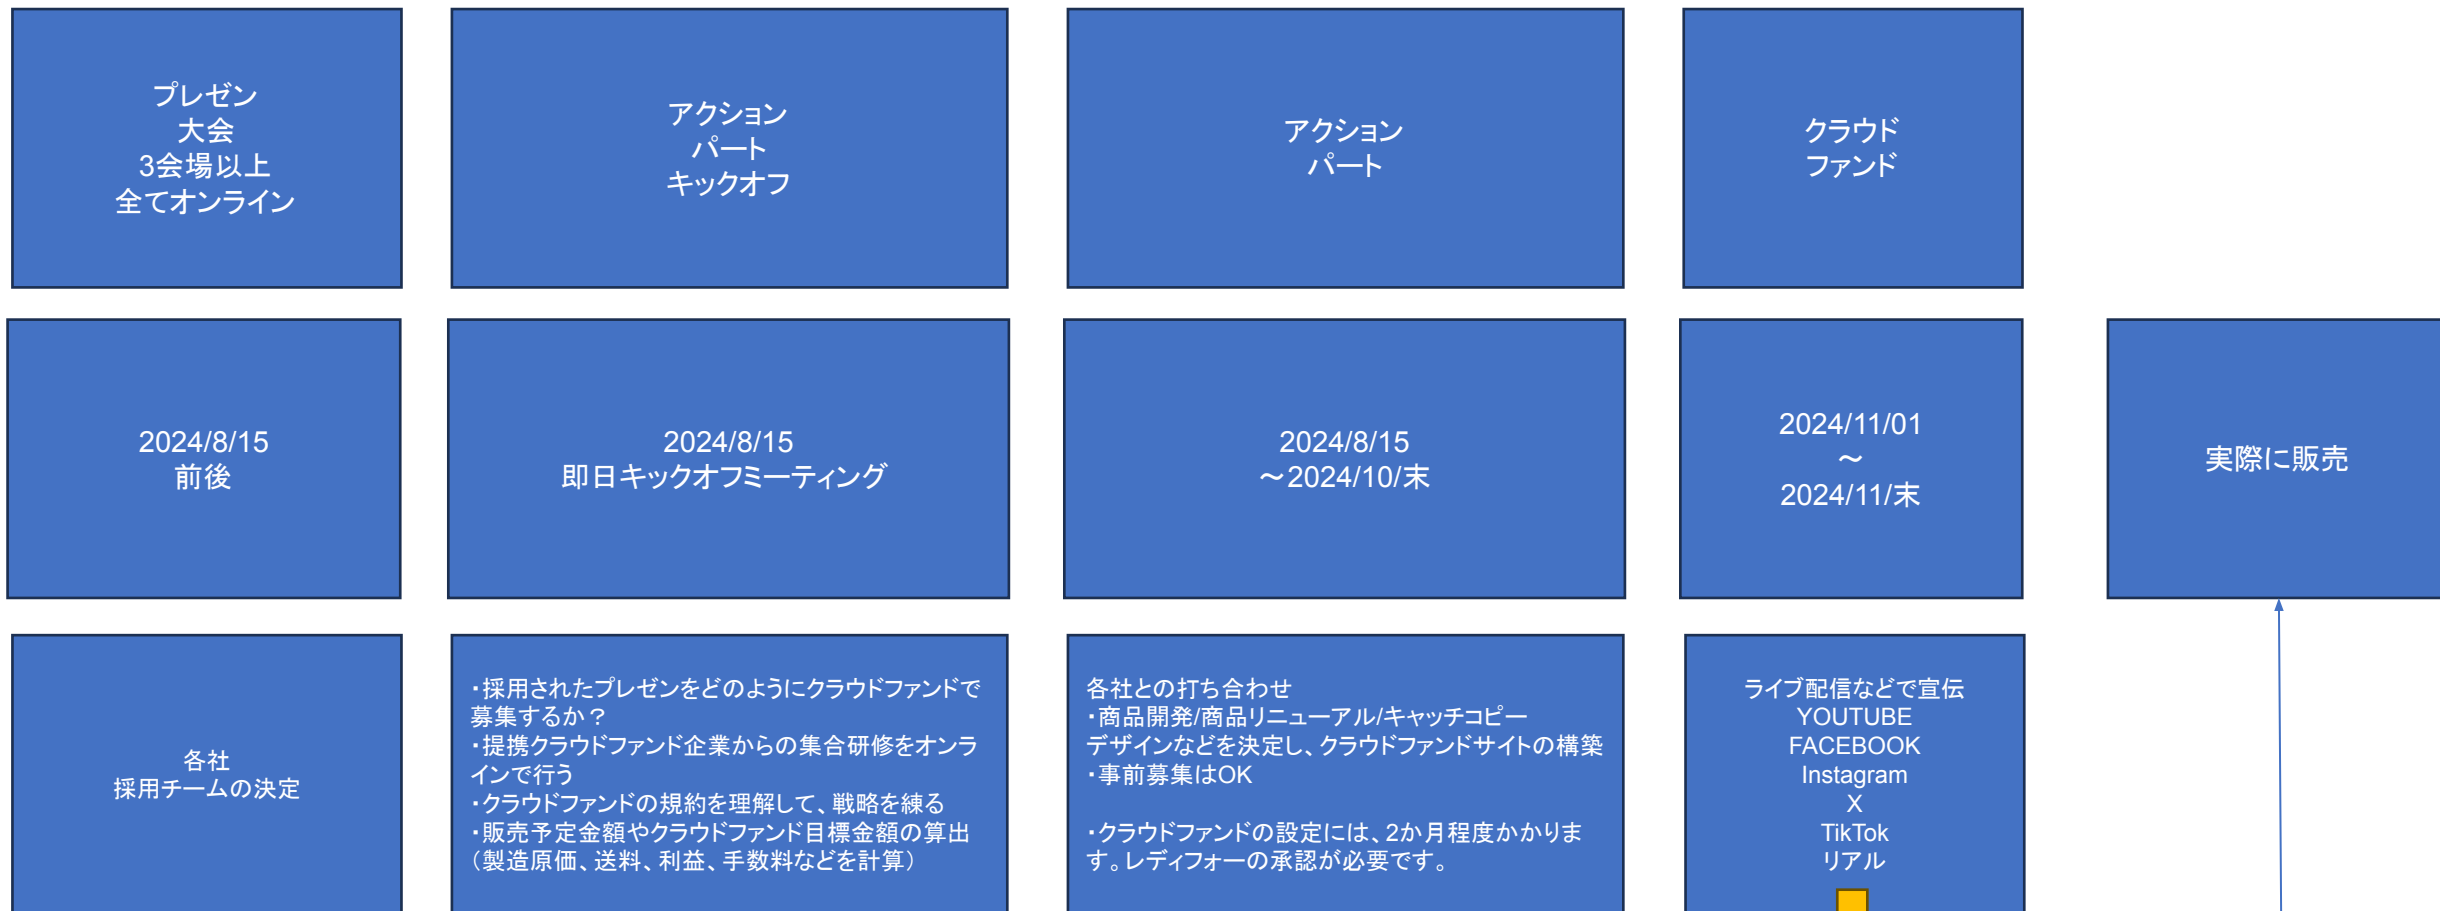 プレゼン
大会
3会場以上
全てオンライン
アクション
パート
キックオフ
アクション
パート
クラウド
ファンド
2024/8/15
前後
2024/8/15
即日キックオフミーティング
2024/8/15
～2024/10/末
2024/11/01
～
2024/11/末
実際に販売
各社
採用チームの決定
・採用されたプレゼンをどのようにクラウドファンドで
募集するか？
・提携クラウドファンド企業からの集合研修をオンラ
インで行う
・クラウドファンドの規約を理解して、戦略を練る
・販売予定金額やクラウドファンド目標金額の算出
（製造原価、送料、利益、手数料などを計算）
各社との打ち合わせ
・商品開発/商品リニューアル/キャッチコピー
デザインなどを決定し、クラウドファンドサイトの構築
・事前募集はOK
・クラウドファンドの設定には、2か月程度かかりま
す。レディフォーの承認が必要です。
ライブ配信などで宣伝
YOUTUBE
FACEBOOK
Instagram
X
TikTok
リアル